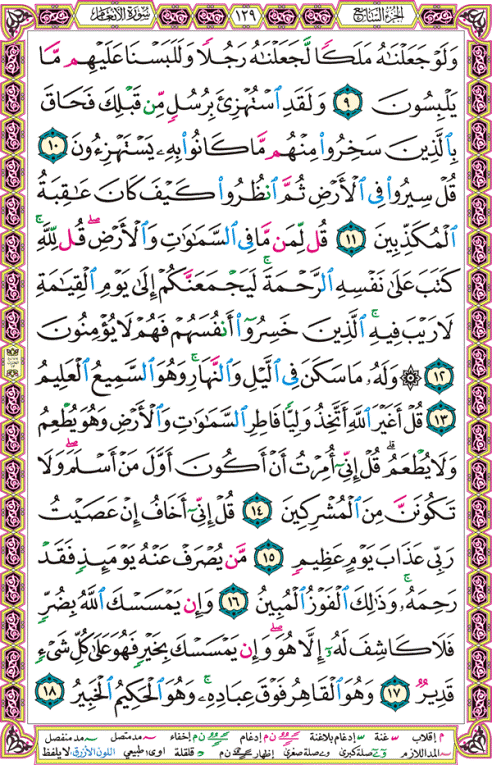 الجزء السابع ١٢٩ سورة الأنعام
وَلَوْ جَعَلْنَٰهُ مَلَكًا لَّجَعَلْنَٰهُ رَجُلًا وَلَلَبَسْنَا عَلَيْهِم مَّا
يَلْبِسُونَ ٩ وَلَقَدِ ٱسْتُهْزِئَ بِرُسُلٍ مِّن قَبْلِكَ فَحَاقَ
بِٱلَّذِينَ سَخِرُوا۟ مِنْهُم مَّا كَانُوا۟ بِهِۦ يَسْتَهْزِءُونَ ١٠
قُلْ سِيرُوا۟ فِى ٱلْأَرْضِ ثُمَّ ٱنظُرُوا۟ كَيْفَ كَانَ عَٰقِبَةُ
ٱلْمُكَذِّبِينَ ١١ قُل لِّمَن مَّا فِى ٱلسَّمَٰوَٰتِ وَٱلْأَرْضِ ۖ قُل لِّلَّهِ ۚ
كَتَبَ عَلَىٰ نَفْسِهِ ٱلرَّحْمَةَ ۚ لَيَجْمَعَنَّكُمْ إِلَىٰ يَوْمِ ٱلْقِيَٰمَةِ
لَا رَيْبَ فِيهِ ۚ ٱلَّذِينَ خَسِرُوٓا۟ أَنفُسَهُمْ فَهُمْ لَا يُؤْمِنُونَ
١٢ ۞ وَلَهُۥ مَا سَكَنَ فِى ٱلَّيْلِ وَٱلنَّهَارِ ۚ وَهُوَ ٱلسَّمِيعُ ٱلْعَلِيمُ
١٣ قُلْ أَغَيْرَ ٱللَّهِ أَتَّخِذُ وَلِيًّا فَاطِرِ ٱلسَّمَٰوَٰتِ وَٱلْأَرْضِ وَهُوَ يُطْعِمُ
وَلَا يُطْعَمُ ۗ قُلْ إِنِّىٓ أُمِرْتُ أَنْ أَكُونَ أَوَّلَ مَنْ أَسْلَمَ ۖ وَلَا
تَكُونَنَّ مِنَ ٱلْمُشْرِكِينَ ١٤ قُلْ إِنِّىٓ أَخَافُ إِنْ عَصَيْتُ
رَبِّى عَذَابَ يَوْمٍ عَظِيمٍ ١٥ مَّن يُصْرَفْ عَنْهُ يَوْمَئِذٍ فَقَدْ
رَحِمَهُۥ ۚ وَذَٰلِكَ ٱلْفَوْزُ ٱلْمُبِينُ ١٦ وَإِن يَمْسَسْكَ ٱللَّهُ بِضُرٍّ
فَلَا كَاشِفَ لَهُۥٓ إِلَّا هُوَ ۖ وَإِن يَمْسَسْكَ بِخَيْرٍ فَهُوَ عَلَىٰ كُلِّ شَىْءٍ
قَدِيرٌ ١٧ وَهُوَ ٱلْقَاهِرُ فَوْقَ عِبَادِهِۦ ۚ وَهُوَ ٱلْحَكِيمُ ٱلْخَبِيرُ ١٨
م إقلاب غنة إدغام بلاغنة ن م إدغام ن م إخفاء مد متصل مد منفصل
المد اللازم صلة كبرى صلة صغرى إظهار ن م قلقلة اوى: طبيعي اللون الأزرق: لا يلفظ